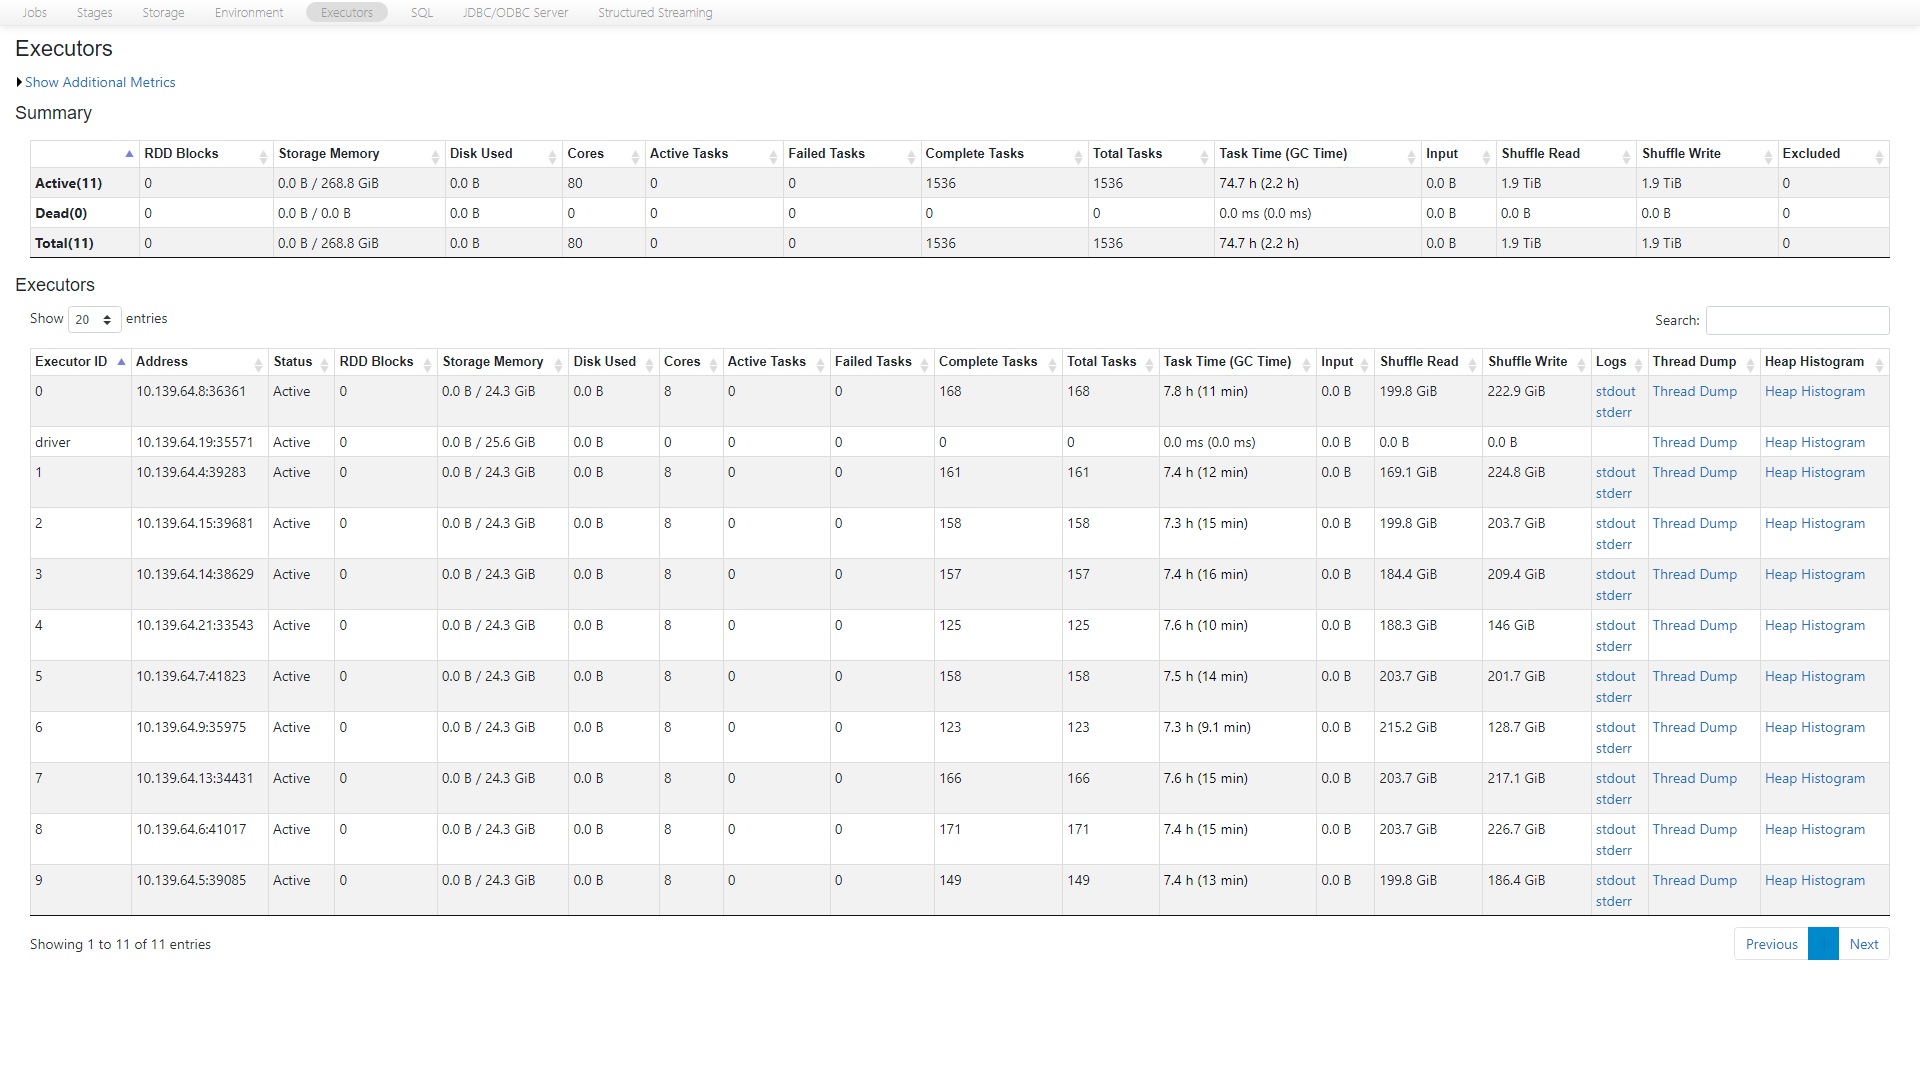 Jobs Stages Storage Environment Executors SQL JDBC/ODBC Server Structured Streaming
Executors
Show Additional Metrics
Summary
RDD Blocks Storage Memory Disk Used Cores Active Tasks Failed Tasks Complete Tasks Total Tasks Task Time (GC Time) Input Shuffle Read Shuffle Write Excluded
Active(11) 0 0.0 B / 268.8 GiB 0.0 B 80 0 0 1536 1536 74.7 h (2.2 h) 0.0 B 1.9 TiB 1.9 TiB 0
Dead(0) 0 0.0 B / 0.0 B 0.0 B 0 0 0 0 0 0.0 ms (0.0 ms) 0.0 B 0.0 B 0.0 B 0
Total(11) 0 0.0 B / 268.8 GiB 0.0 B 80 0 0 1536 1536 74.7 h (2.2 h) 0.0 B 1.9 TiB 1.9 TiB 0
Executors
Show 20 entries Search:
Executor ID Address Status RDD Blocks Storage Memory Disk Used Cores Active Tasks Failed Tasks Complete Tasks Total Tasks Task Time (GC Time) Input Shuffle Read Shuffle Write Logs Thread Dump Heap Histogram
0 10.139.64.8:36361 Active 0 0.0 B / 24.3 GiB 0.0 B 8 0 0 168 168 7.8 h (11 min) 0.0 B 199.8 GiB 222.9 GiB stdout Thread Dump Heap Histogram
stderr
driver 10.139.64.19:35571 Active 0 0.0 B / 25.6 GiB 0.0 B 0 0 0 0 0 0.0 ms (0.0 ms) 0.0 B 0.0 B 0.0 B Thread Dump Heap Histogram
1 10.139.64.4:39283 Active 0 0.0 B / 24.3 GiB 0.0 B 8 0 0 161 161 7.4 h (12 min) 0.0 B 169.1 GiB 224.8 GiB stdout Thread Dump Heap Histogram
stderr
2 10.139.64.15:39681 Active 0 0.0 B / 24.3 GiB 0.0 B 8 0 0 158 158 7.3 h (15 min) 0.0 B 199.8 GiB 203.7 GiB stdout Thread Dump Heap Histogram
stderr
3 10.139.64.14:38629 Active 0 0.0 B / 24.3 GiB 0.0 B 8 0 0 157 157 7.4 h (16 min) 0.0 B 184.4 GiB 209.4 GiB stdout Thread Dump Heap Histogram
stderr
4 10.139.64.21:33543 Active 0 0.0 B / 24.3 GiB 0.0 B 8 0 0 125 125 7.6 h (10 min) 0.0 B 188.3 GiB 146 GiB stdout Thread Dump Heap Histogram
stderr
5 10.139.64.7:41823 Active 0 0.0 B / 24.3 GiB 0.0 B 8 0 0 158 158 7.5 h (14 min) 0.0 B 203.7 GiB 201.7 GiB stdout Thread Dump Heap Histogram
stderr
6 10.139.64.9:35975 Active 0 0.0 B / 24.3 GiB 0.0 B 8 0 0 123 123 7.3 h (9.1 min) 0.0 B 215.2 GiB 128.7 GiB stdout Thread Dump Heap Histogram
stderr
7 10.139.64.13:34431 Active 0 0.0 B / 24.3 GiB 0.0 B 8 0 0 166 166 7.6 h (15 min) 0.0 B 203.7 GiB 217.1 GiB stdout Thread Dump Heap Histogram
stderr
8 10.139.64.6:41017 Active 0 0.0 B / 24.3 GiB 0.0 B 8 0 0 171 171 7.4 h (15 min) 0.0 B 203.7 GiB 226.7 GiB stdout Thread Dump Heap Histogram
stderr
9 10.139.64.5:39085 Active 0 0.0 B / 24.3 GiB 0.0 B 8 0 0 149 149 7.4 h (13 min) 0.0 B 199.8 GiB 186.4 GiB stdout Thread Dump Heap Histogram
stderr
Showing 1 to 11 of 11 entries Previous Next